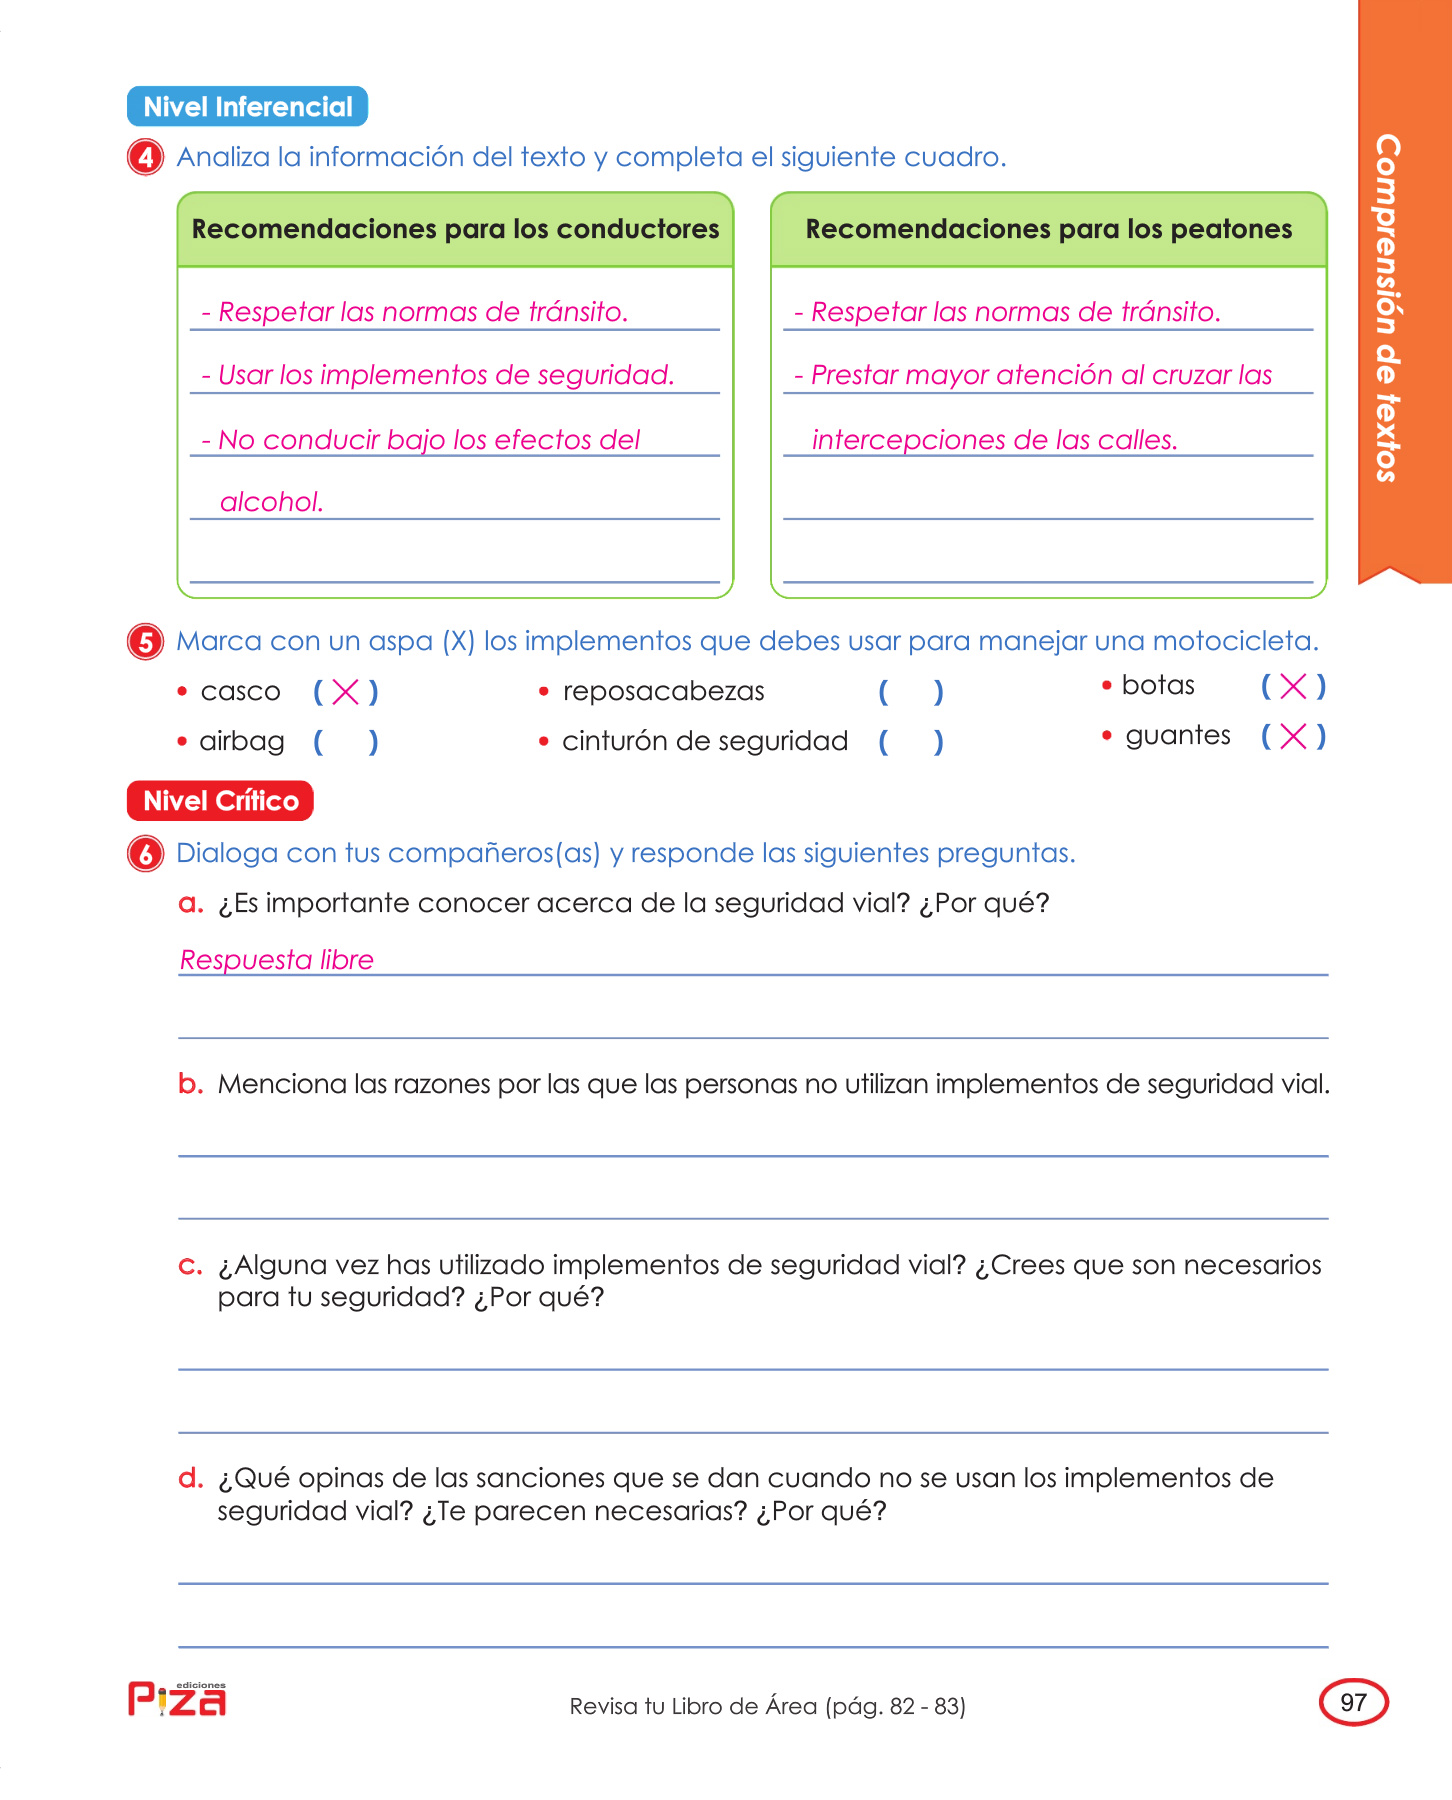 Nivel Inferencial
4 Analiza la información del texto y completa el siguiente cuadro.
Recomendaciones para los conductores
- Respetar las normas de tránsito.
- Usar los implementos de seguridad.
- No conducir bajo los efectos del
alcohol.
Recomendaciones para los peatones
- Respetar las normas de tránsito.
- Prestar mayor atención al cruzar las
intercepciones de las calles.
Comprensión de textos
5 Marca con un aspa (X) los implementos que debes usar para manejar una motocicleta.
• casco ( X ) • reposacabezas ( ) • botas ( X )
• airbag ( ) • cinturón de seguridad ( ) • guantes ( X )
Nivel Crítico
6 Dialoga con tus compañeros(as) y responde las siguientes preguntas.
a. ¿Es importante conocer acerca de la seguridad vial? ¿Por qué?
Respuesta libre
b. Menciona las razones por las que las personas no utilizan implementos de seguridad vial.
c. ¿Alguna vez has utilizado implementos de seguridad vial? ¿Crees que son necesarios
para tu seguridad? ¿Por qué?
d. ¿Qué opinas de las sanciones que se dan cuando no se usan los implementos de
seguridad vial? ¿Te parecen necesarias? ¿Por qué?
ediciones
Piza
Revisa tu Libro de Área (pág. 82 - 83)
97